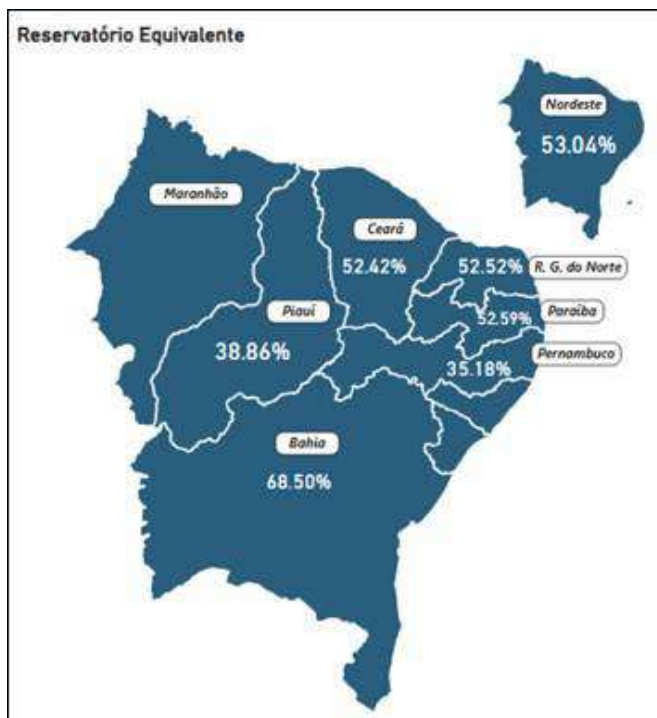 Reservatório Equivalente
Nordeste
53.04%
Maranhão
Ceará
52.42%
52.52%
R. G. do Norte
Piauí
38.86%
52.59%
Paraíba
Pernambuco
35.18%
Bahia
68.50%